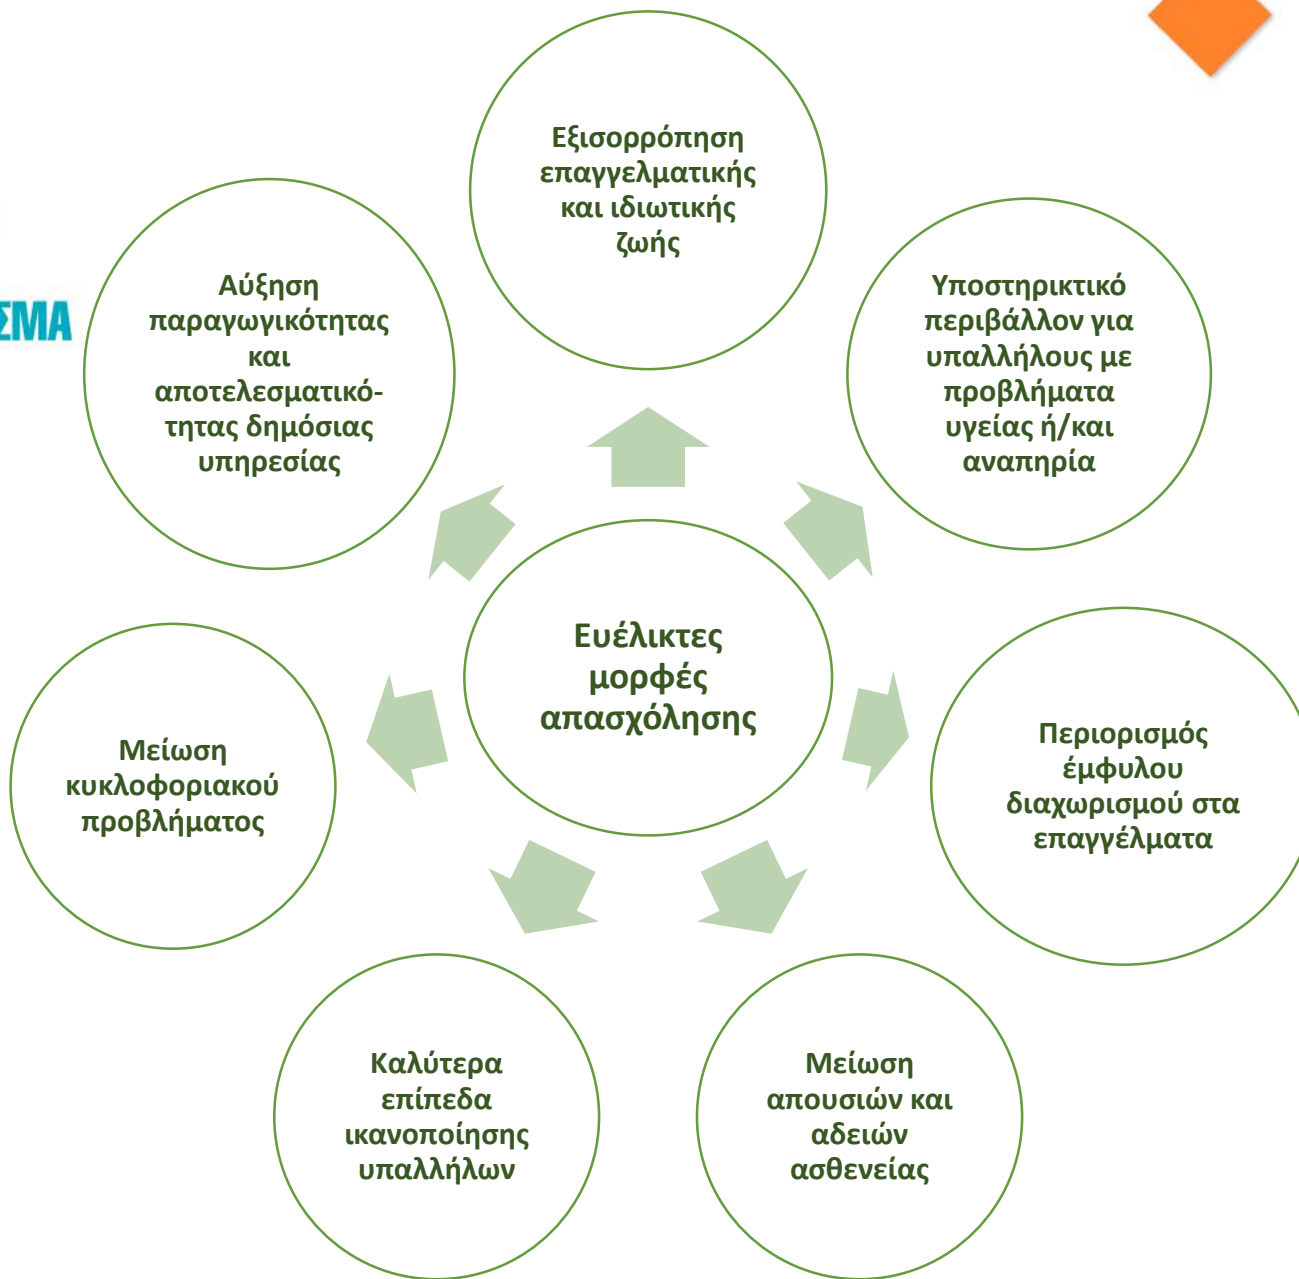 Εξισορρόπηση
επαγγελματικής
και ιδιωτικής
ζωής
Υποστηρικτικό
περιβάλλον για
υπαλλήλους με
προβλήματα
υγείας ή/και
αναπηρία
Περιορισμός
έμφυλου
διαχωρισμού στα
επαγγέλματα
Μείωση
απουσιών και
αδειών
ασθενείας
Καλύτερα
επίπεδα
ικανοποίησης
υπαλλήλων
Μείωση
κυκλοφοριακού
προβλήματος
Αύξηση
παραγωγικότητας
και
αποτελεσματικό-
τητας δημόσιας
υπηρεσίας
Ευέλικτες
μορφές
απασχόλησης